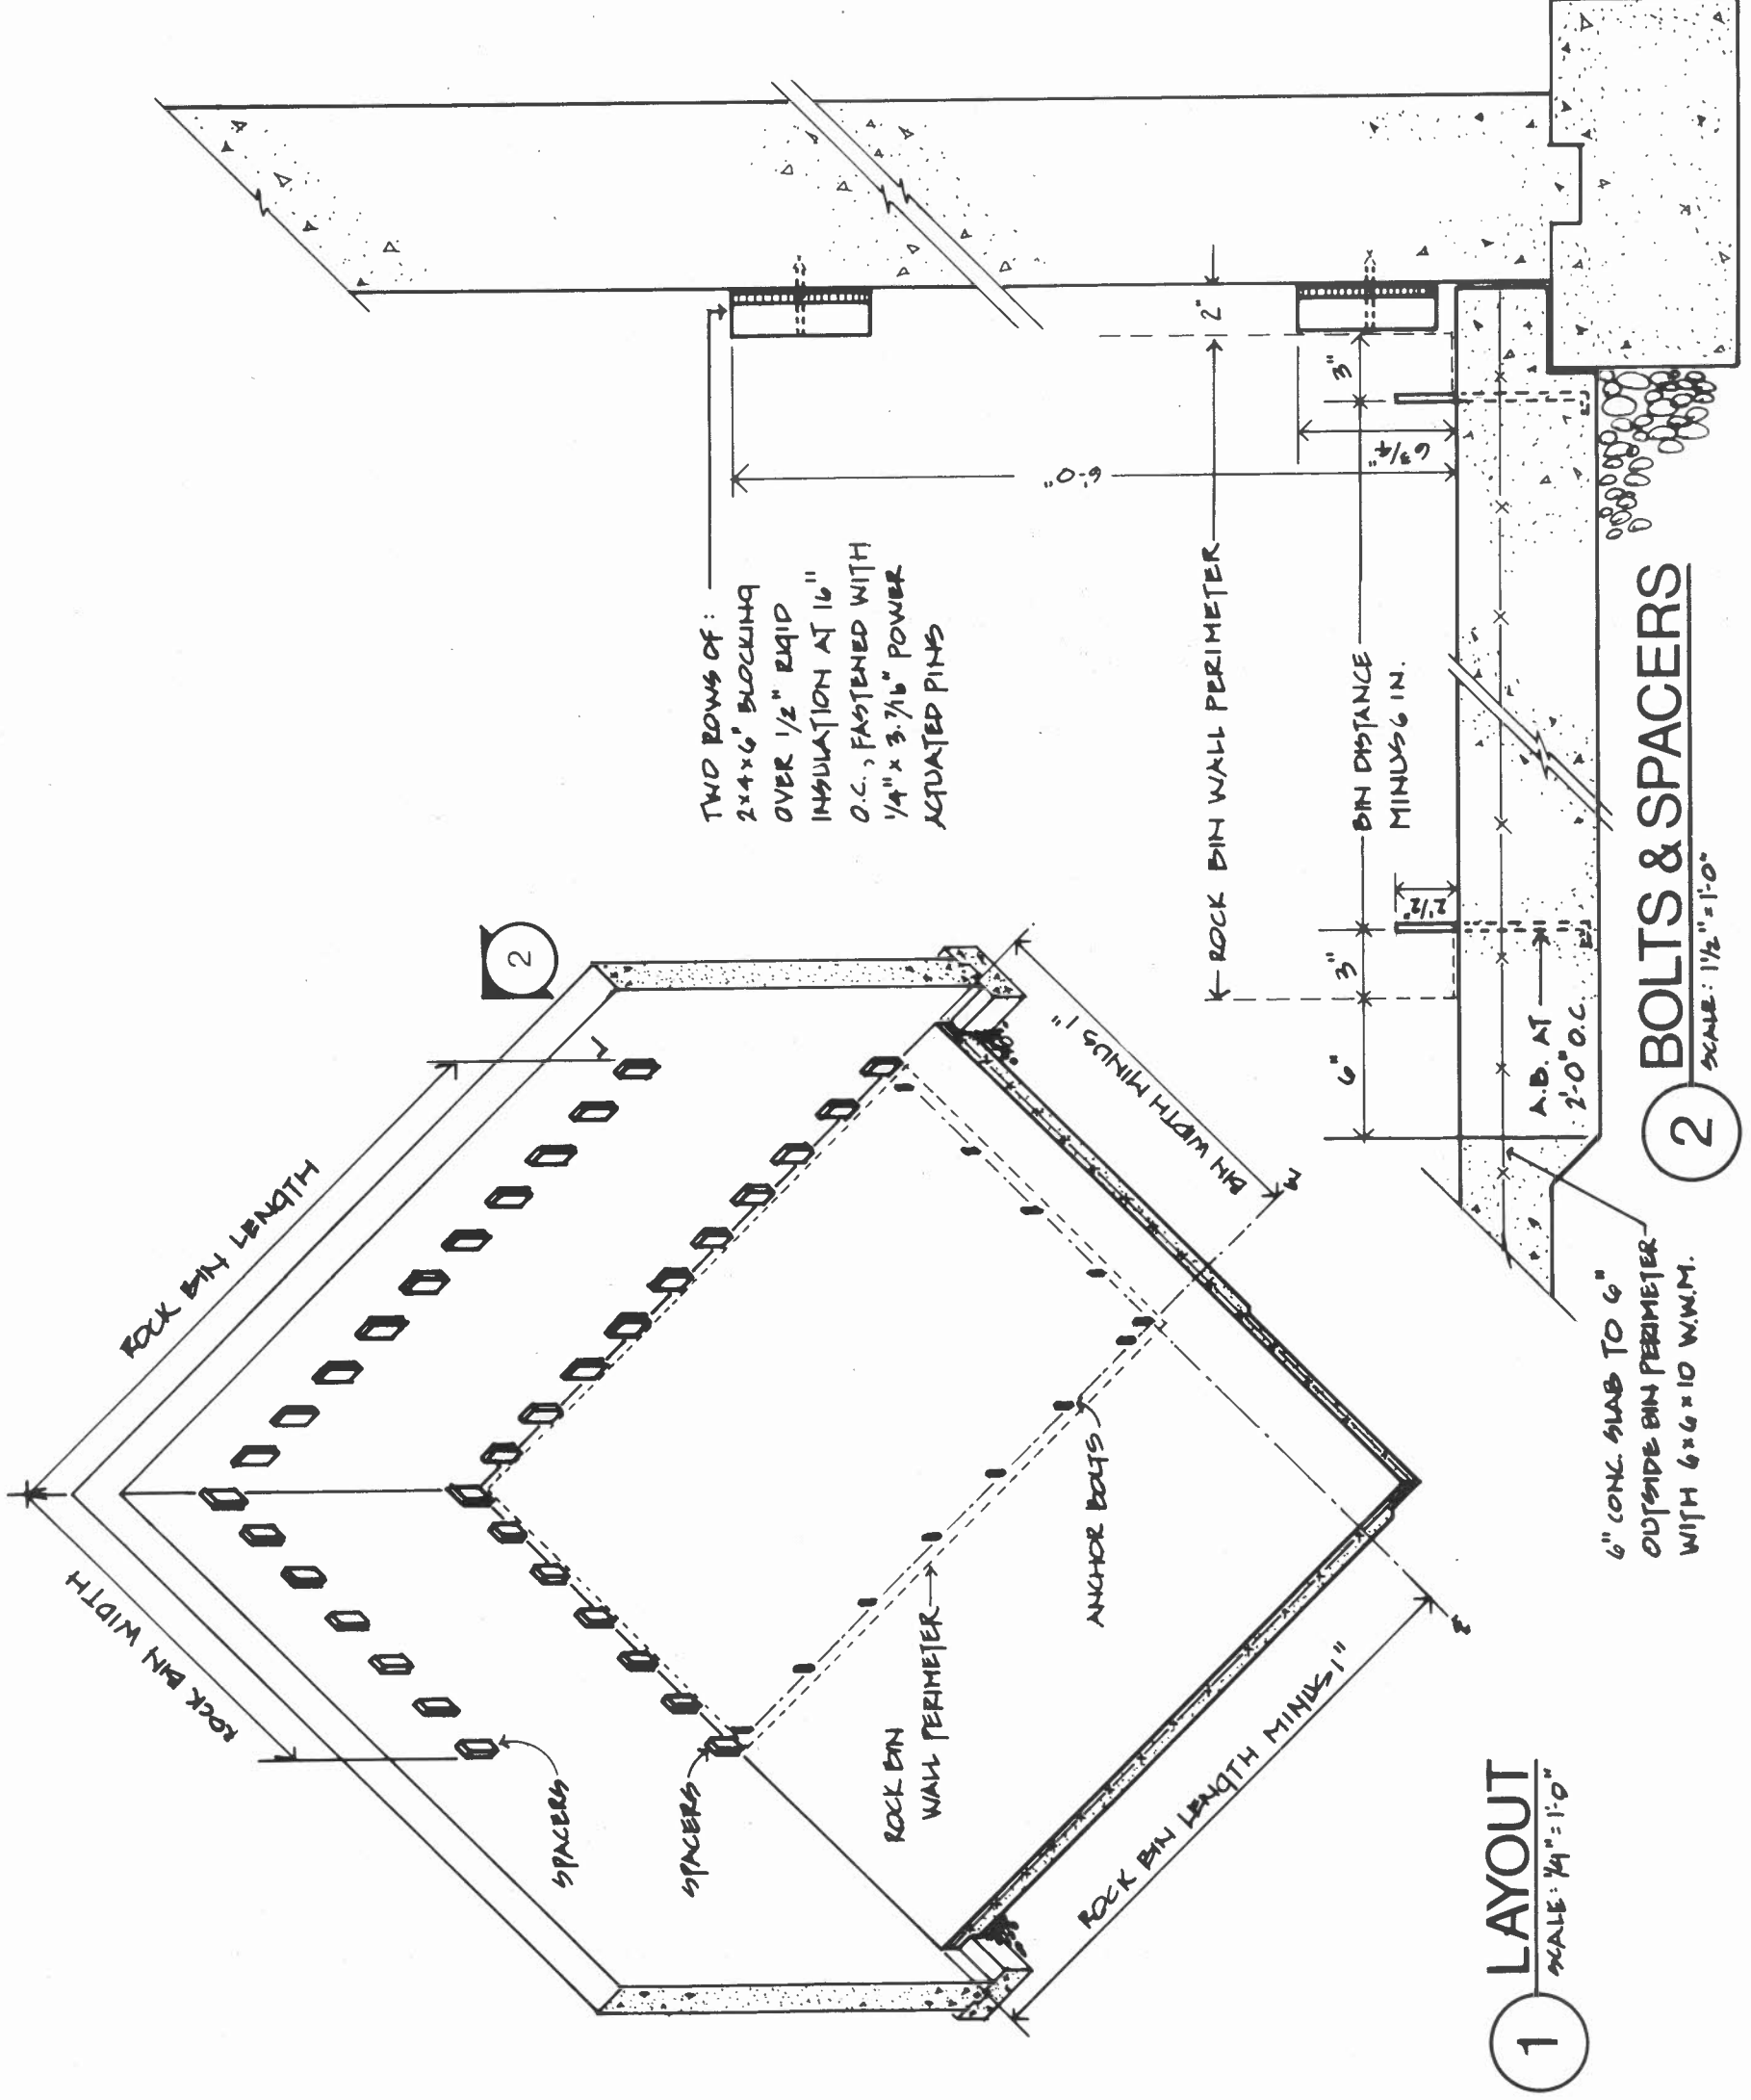 ROCK BIN WIDTH
ROCK BIN LENGTH
2
SPACERS
SPACERS
ROCK BIN
WALL PERIMETER
ANCHOR BOLTS
BIN WIDTH MINUS 1"
ROCK BIN LENGTH MINUS 1"
1
LAYOUT
SCALE: 1/4" = 1'-0"
TWO ROWS OF:
2x4x6" BLOCKING
OVER 1/2" RIGID
INSULATION AT 16"
O.C., FASTENED WITH
1/4" x 3.7/16" POWER
ACTUATED PINS
6'-0"
2"
ROCK BIN WALL PERIMETER
6 3/4"
3"
BIN DISTANCE
MINUS 6 IN.
2 1/2"
3"
6"
A.B. AT
2'-0" O.C.
6" CONC. SLAB TO 6"
OUTSIDE BIN PERIMETER
WITH 6x6x10 W.W.M.
2
BOLTS & SPACERS
SCALE: 1 1/2" = 1'-0"